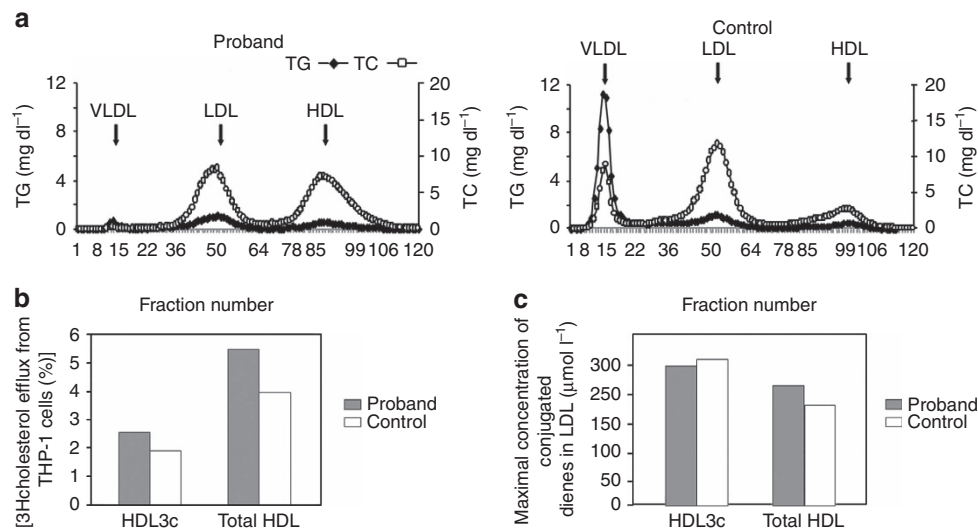 a
Proband
TG TC
VLDL LDL HDL
TG (mg dl⁻¹)
12
8
4
0
20
15
10
5
0
TC (mg dl⁻¹)
1 8 15 22 36 50 64 78 85 99 106 120
Fraction number
Control
VLDL LDL HDL
TG (mg dl⁻¹)
12
8
4
0
20
15
10
5
0
TC (mg dl⁻¹)
1 8 15 22 36 50 64 78 85 99 106 120
Fraction number
b
[3Hcholesterol efflux from
THP-1 cells (%)]
6
5
4
3
2
1
0
HDL3c Total HDL
Proband
Control
c
Maximal concentration of
conjugated
dienes in LDL (μmol l⁻¹)
300
250
200
150
100
0
HDL3c Total HDL
Proband
Control